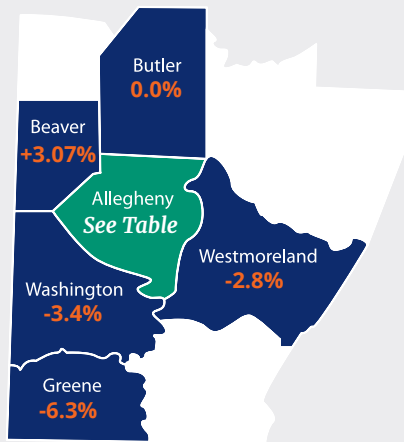 Butler
0.0%
Beaver
+3.07%
Allegheny
See Table
Westmoreland
-2.8%
Washington
-3.4%
Greene
-6.3%